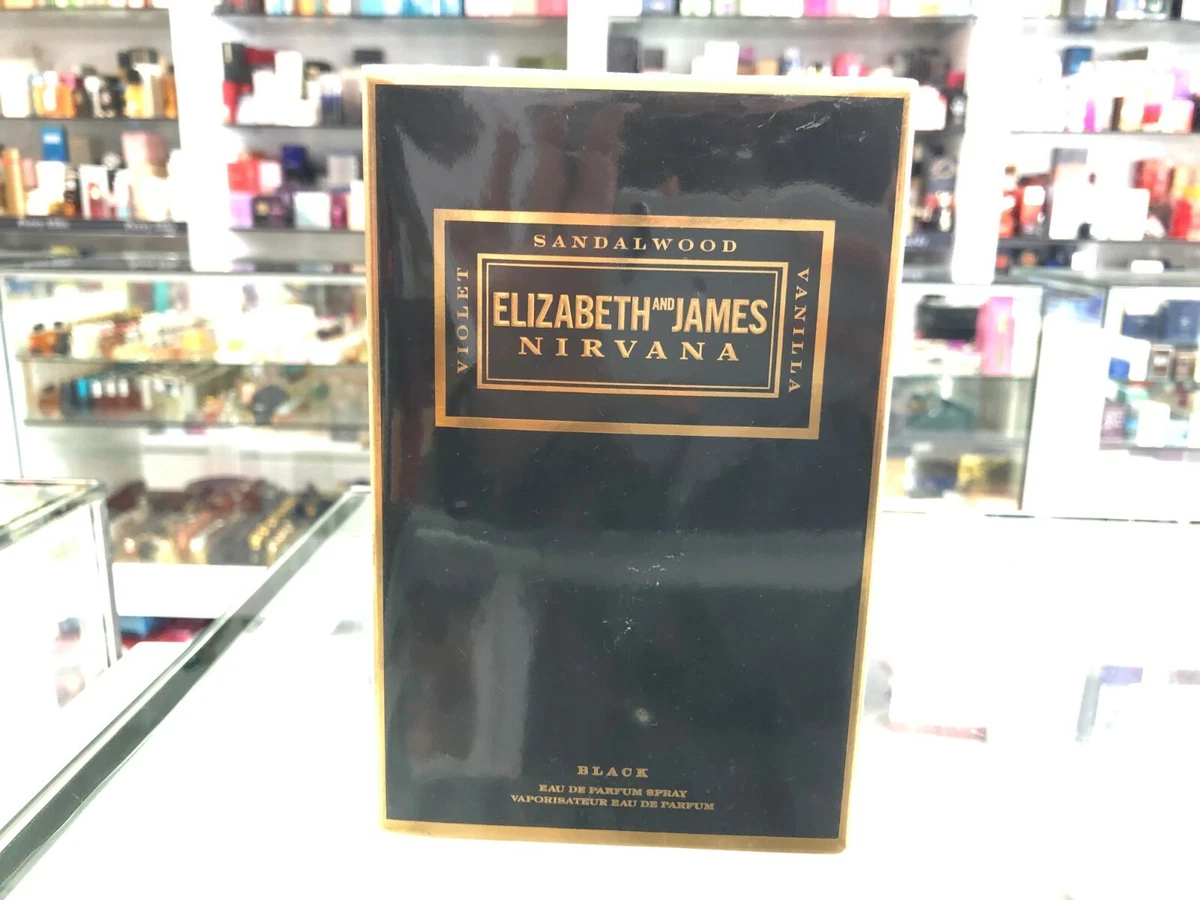 SANDALWOOD
VIOLET
ELIZABETH AND JAMES
NIRVANA
VANILLA
BLACK
EAU DE PARFUM SPRAY
VAPORISATEUR EAU DE PARFUM